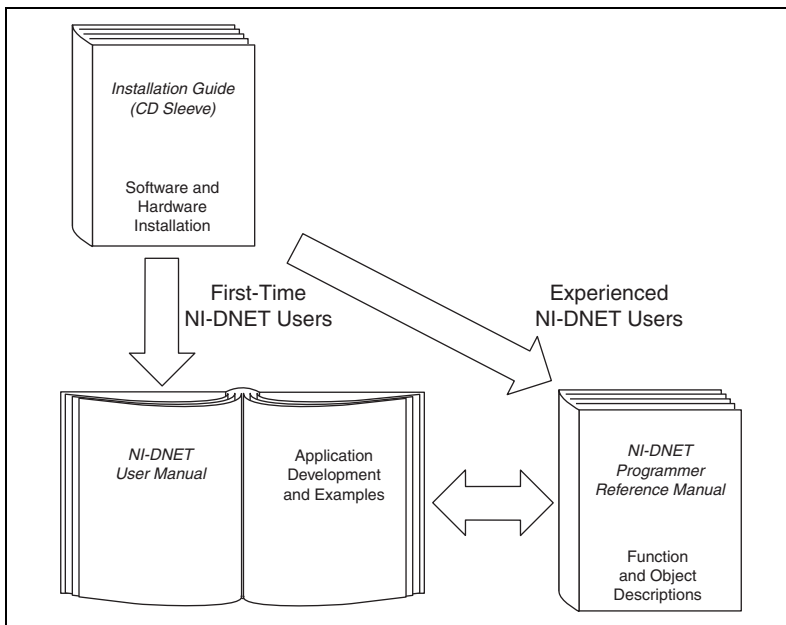 Installation Guide
(CD Sleeve)
Software and
Hardware
Installation
First-Time
NI-DNET Users
Experienced
NI-DNET Users
NI-DNET
User Manual
Application
Development
and Examples
NI-DNET
Programmer
Reference Manual
Function
and Object
Descriptions